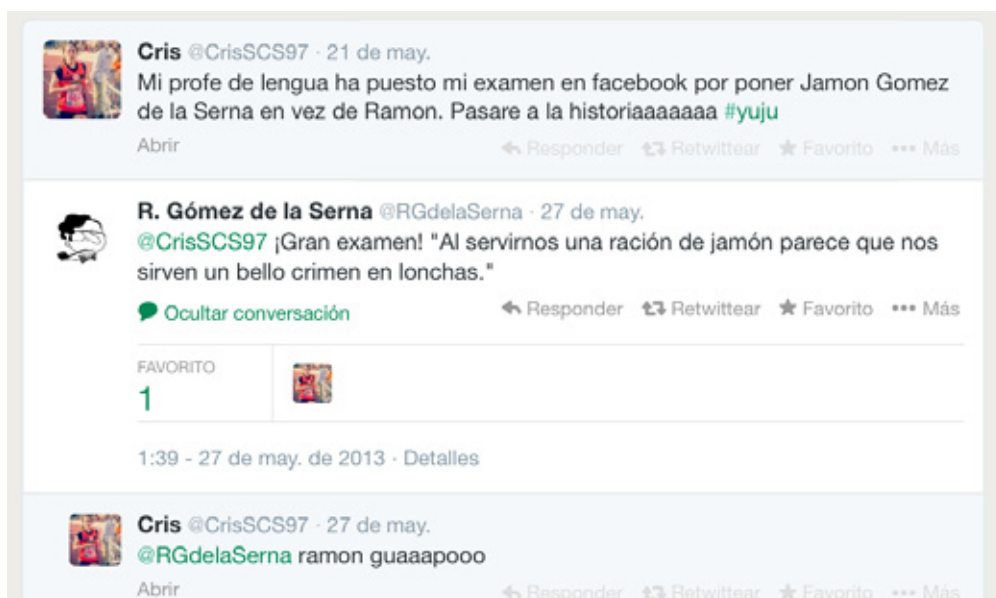 Cris @CrisSCS97 · 21 de may.
Mi profe de lengua ha puesto mi examen en facebook por poner Jamon Gomez
de la Serna en vez de Ramon. Pasare a la historiaaaaaaa #yuju
Abrir Responder Retwittear Favorito ••• Más
R. Gómez de la Serna @RGdelaSerna · 27 de may.
@CrisSCS97 ¡Gran examen! "Al servirnos una ración de jamón parece que nos
sirven un bello crimen en lonchas."
Ocultar conversación Responder Retwittear Favorito ••• Más
FAVORITO
1
1:39 - 27 de may. de 2013 · Detalles
Cris @CrisSCS97 · 27 de may.
@RGdelaSerna ramon guaaapooo
Abrir Responder Retwittear Favorito ••• Más